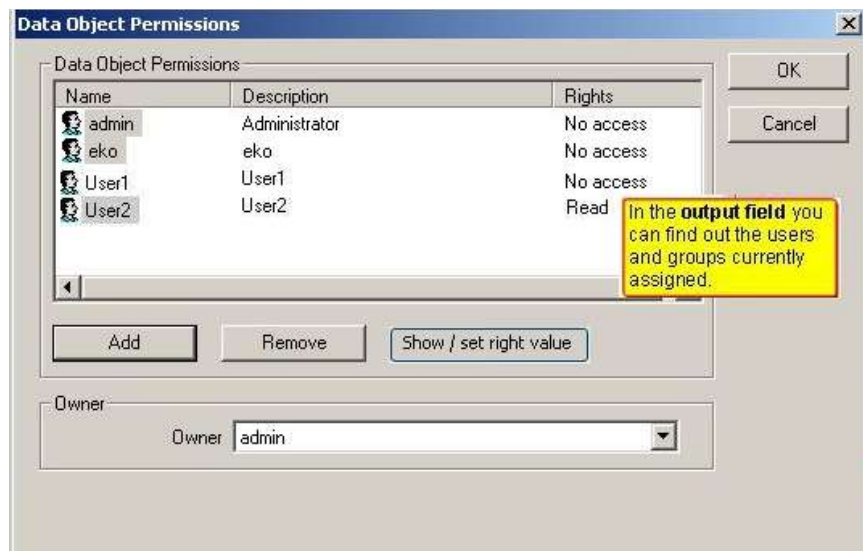 Data Object Permissions
Data Object Permissions
OK
Name Description Rights
admin Administrator No access
Cancel
eko eko No access
User1 User1 No access
User2 User2 Read
In the output field you
can find out the users
and groups currently
assigned.
Add Remove Show / set right value
Owner
Owner admin